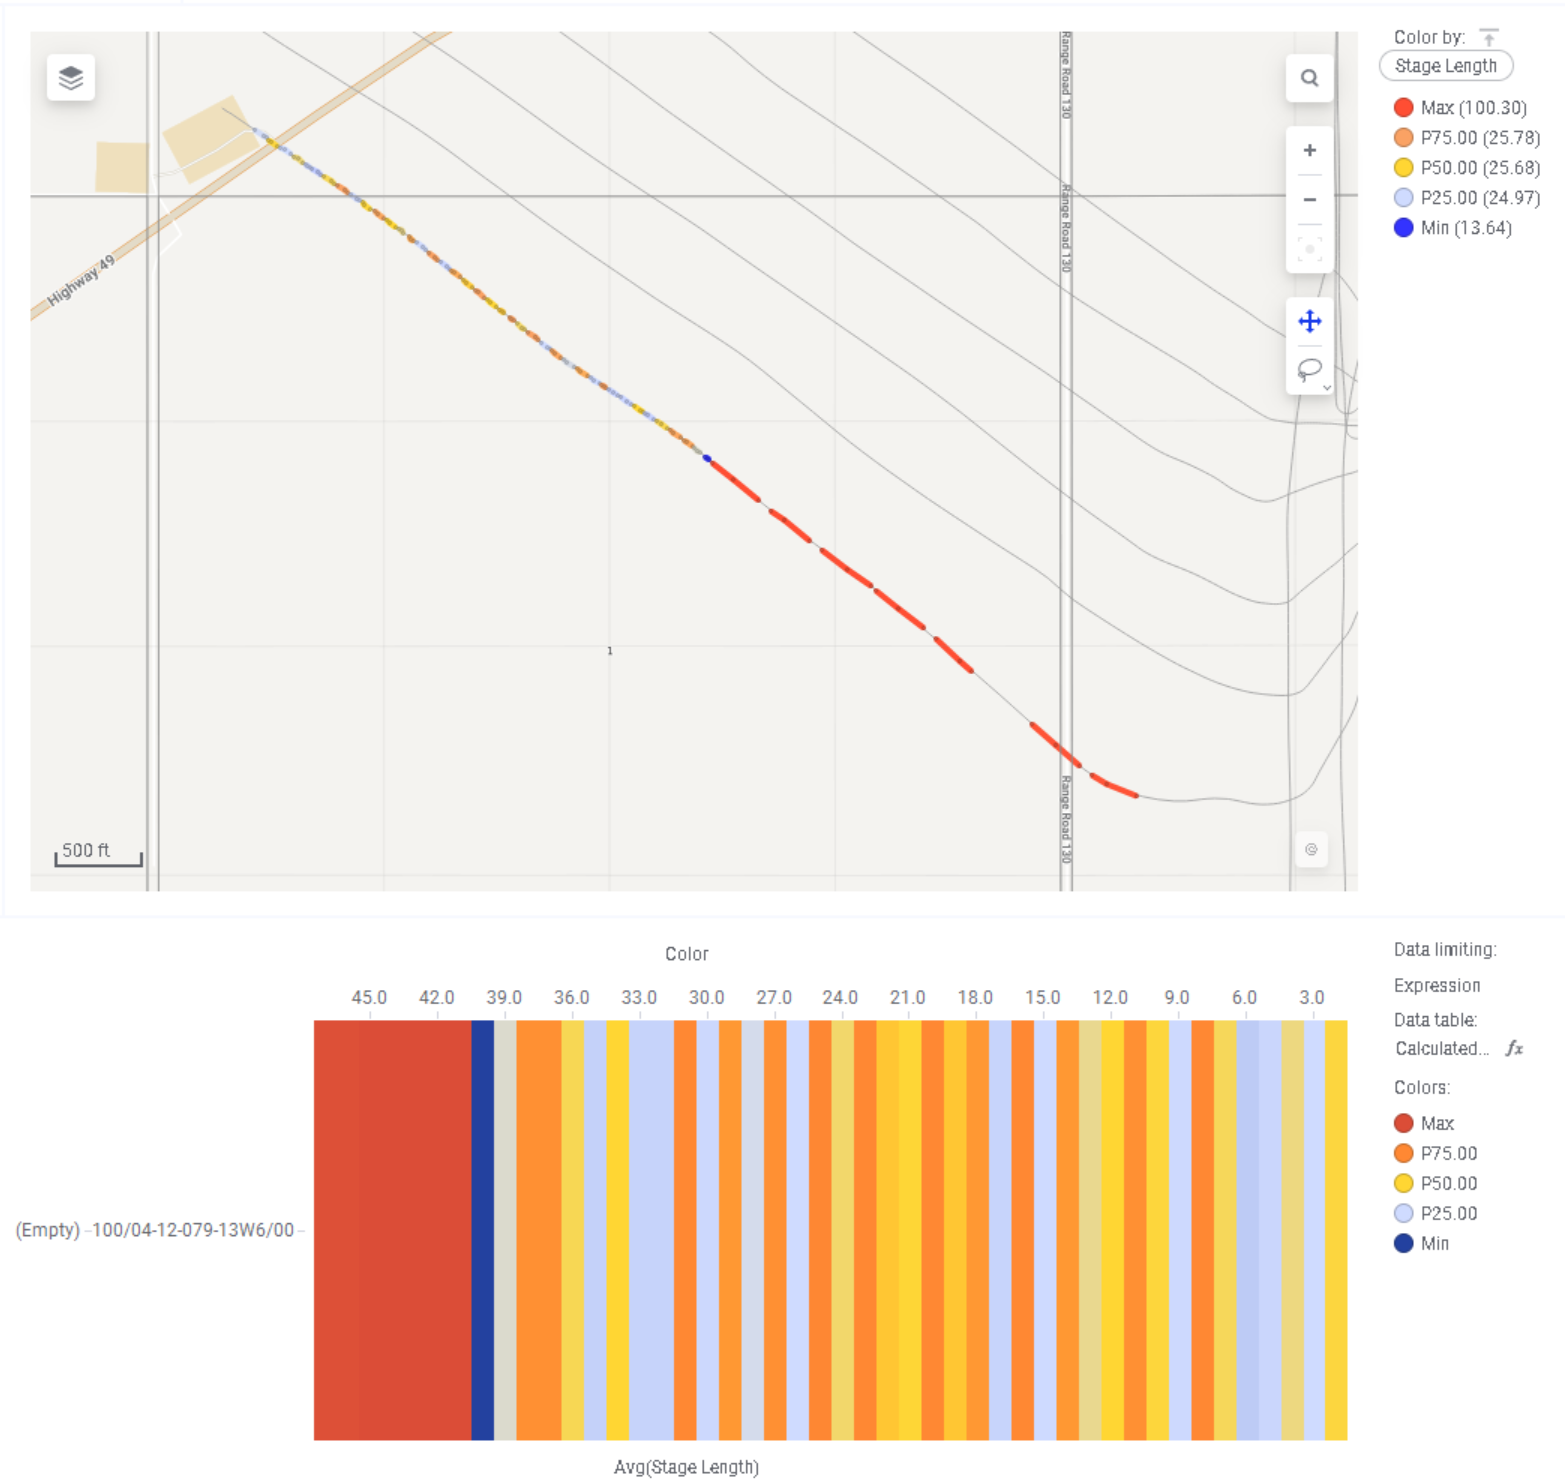 Color by:
Stage Length
Max (100.30)
P75.00 (25.78)
P50.00 (25.68)
P25.00 (24.97)
Min (13.64)
Range Road 130
Range Road 130
Highway 49
+
−
1
Range Road 130
500 ft
@
Color
45.0 42.0 39.0 36.0 33.0 30.0 27.0 24.0 21.0 18.0 15.0 12.0 9.0 6.0 3.0
(Empty) 100/04-12-079-13W6/00
Avg(Stage Length)
Data limiting:
Expression
Data table:
Calculated... fx
Colors:
Max
P75.00
P50.00
P25.00
Min